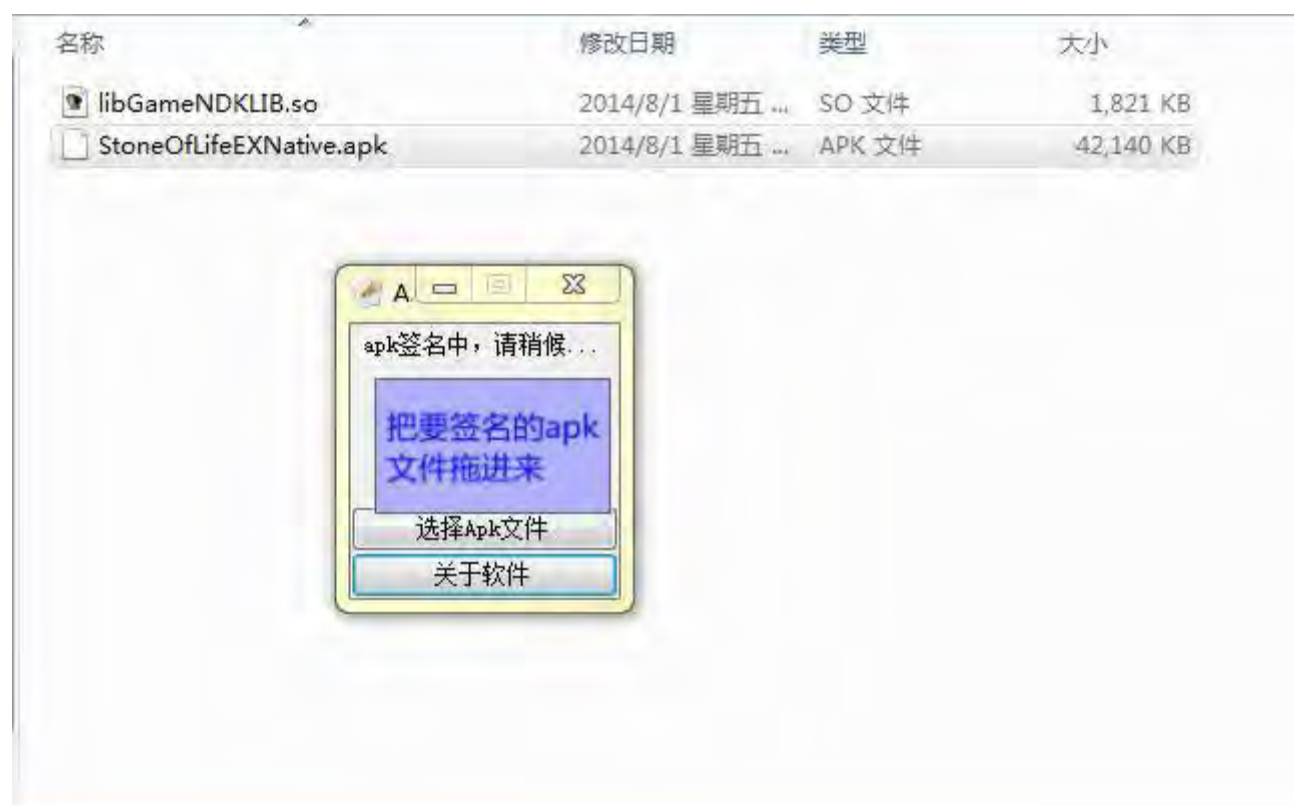 名称 修改日期 类型 大小
libGameNDKLIB.so 2014/8/1 星期五 ... SO 文件 1,821 KB
StoneOfLifeEXNative.apk 2014/8/1 星期五 ... APK 文件 42,140 KB
A
apk签名中，请稍候...
把要签名的apk
文件拖进来
选择Apk文件
关于软件